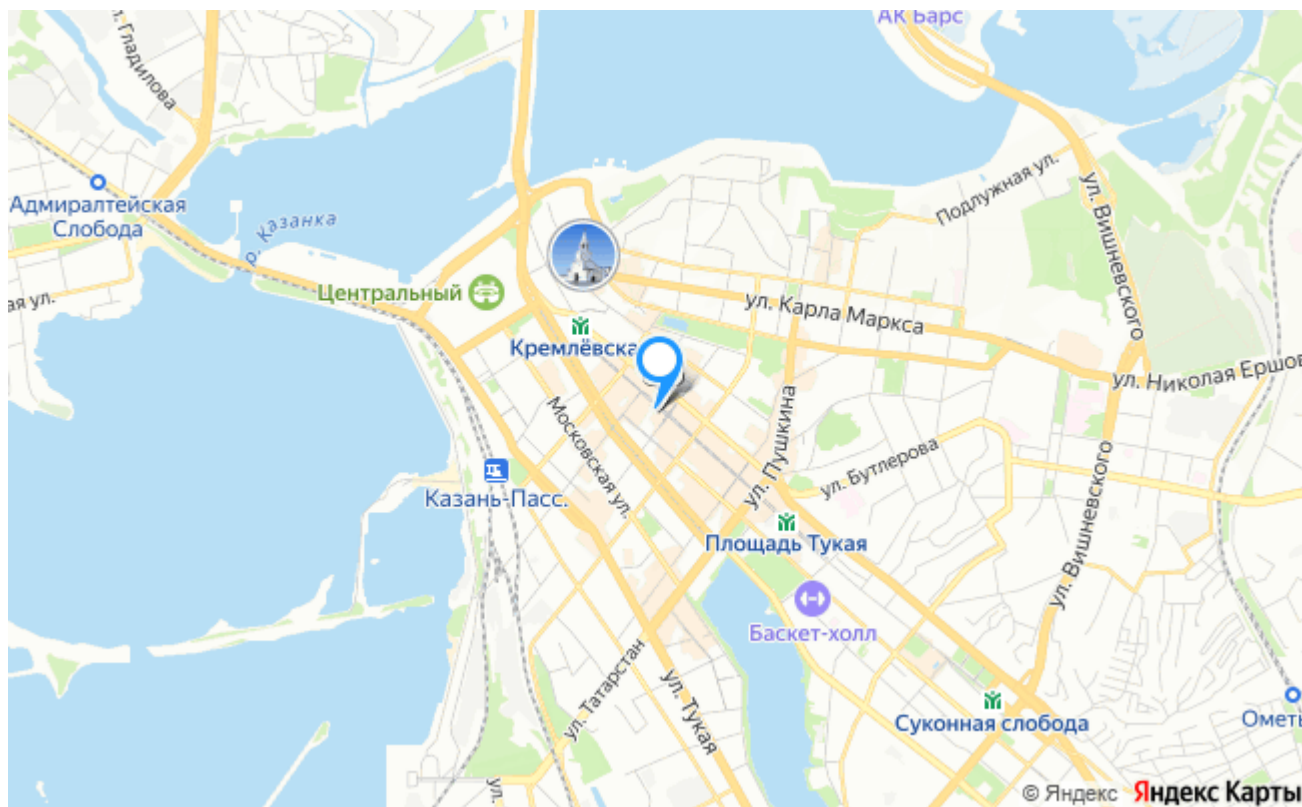 АК Барс
Гладилова
Подлужная ул.
ул. Вишневского
Адмиралтейская
Слобода
р. Казанка
ая ул.
Центральный
ул. Карла Маркса
Кремлёвска
ул. Николая Ершов
Московская ул.
ул. Пушкина
ул. Бутлерова
Казань-Пасс.
ул. Вишневского
Площадь Тукая
Баскет-холл
ул. Татарстан
ул. Тукая
Суконная слобода
Омет
© Яндекс Яндекс Карты